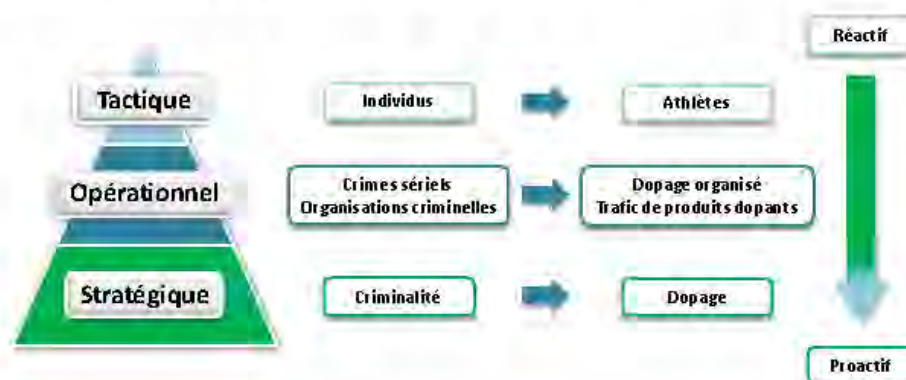 Réactif
Tactique
Individus
Athlètes
Opérationnel
Crimes sériels
Organisations criminelles
Dopage organisé
Trafic de produits dopants
Stratégique
Criminalité
Dopage
Proactif